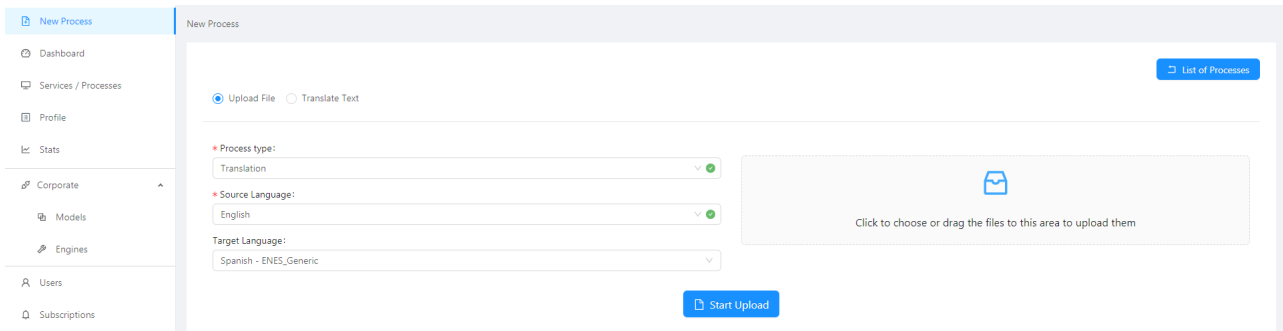 New Process
Dashboard
Services / Processes
Profile
Stats
Corporate
Models
Engines
Users
Subscriptions
New Process
List of Processes
Upload File
Translate Text
* Process type:
Translation
* Source Language:
English
Target Language:
Spanish - ENES_Generic
Click to choose or drag the files to this area to upload them
Start Upload